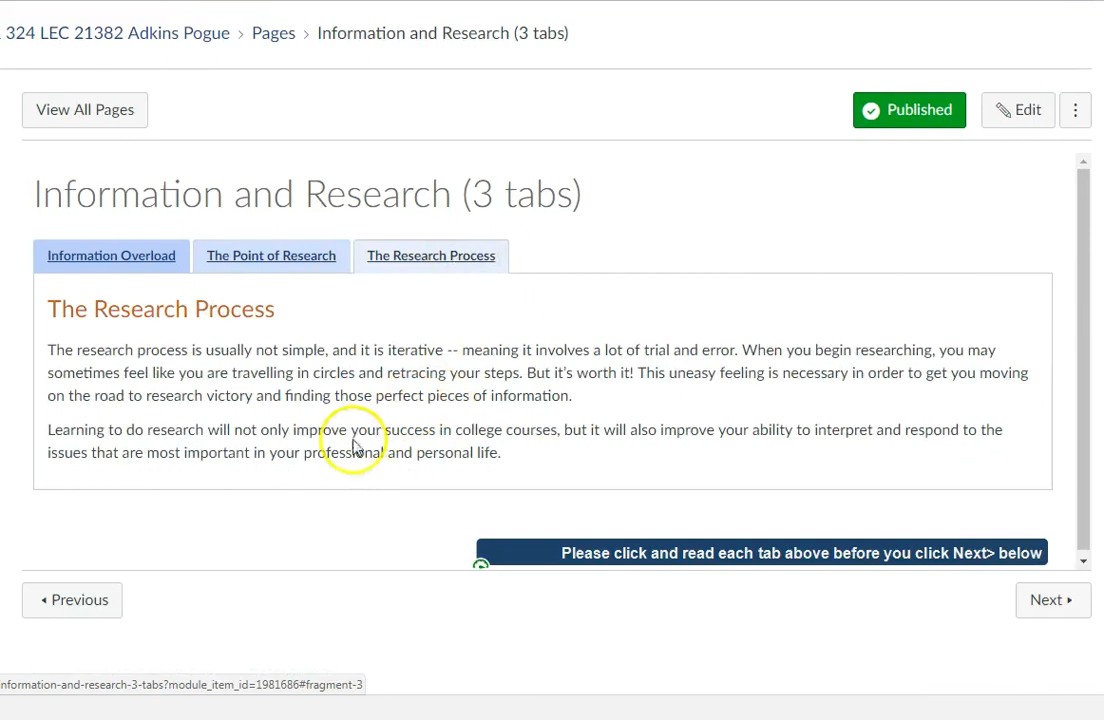 324 LEC 21382 Adkins Pogue › Pages › Information and Research (3 tabs)
View All Pages
Published
Edit
Information and Research (3 tabs)
Information Overload
The Point of Research
The Research Process
The Research Process
The research process is usually not simple, and it is iterative -- meaning it involves a lot of trial and error. When you begin researching, you may
sometimes feel like you are travelling in circles and retracing your steps. But it's worth it! This uneasy feeling is necessary in order to get you moving
on the road to research victory and finding those perfect pieces of information.
Learning to do research will not only improve your success in college courses, but it will also improve your ability to interpret and respond to the
issues that are most important in your professional and personal life.
Please click and read each tab above before you click Next> below
Previous
Next
nformation-and-research-3-tabs?module_item_id=1981686#fragment-3